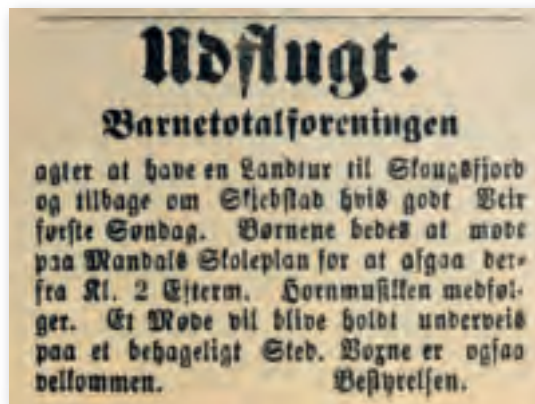 Udflugt.
Barnetotalforeningen
agter at have en Landtur til Skougsfjord
og tilbage om Skjebstad hvis godt Veir
første Søndag. Børnene bedes at møde
paa Mandals Skoleplan for at afgaa der-
fra Kl. 2 Efterm. Hornmusikken medføl-
ger. Et Møde vil blive holdt underveis
paa et behageligt Sted. Voxne er ogsaa
velkommen. Bestyrelsen.